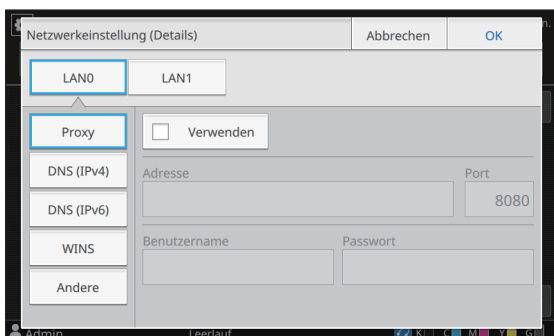 Netzwerkeinstellung (Details)
Abbrechen
OK
n.
LAN0
LAN1
Proxy
Verwenden
DNS (IPv4)
Adresse
Port
8080
DNS (IPv6)
WINS
Benutzername
Passwort
Andere
Admin
Leerlauf
K
C
M
Y
G